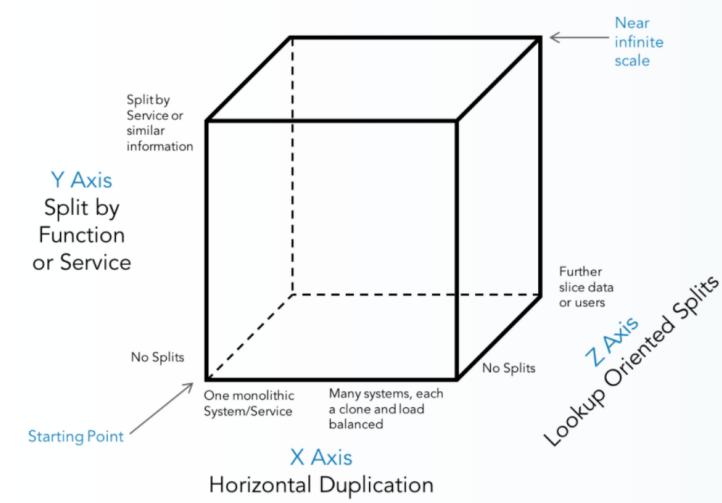 Near
infinite
scale
Split by
Service or
similar
information
Y Axis
Split by
Function
or Service
Further
slice data
or users
Z Axis
Lookup Oriented Splits
No Splits
No Splits
One monolithic
System/Service
Many systems, each
a clone and load
balanced
Starting Point
X Axis
Horizontal Duplication